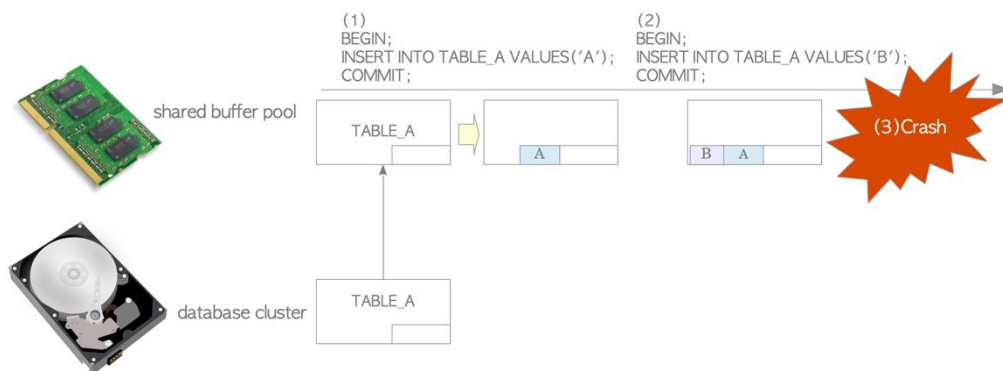 (1)
BEGIN;
INSERT INTO TABLE_A VALUES('A');
COMMIT;
(2)
BEGIN;
INSERT INTO TABLE_A VALUES('B');
COMMIT;
shared buffer pool
TABLE_A
A
B A
(3)Crash
database cluster
TABLE_A